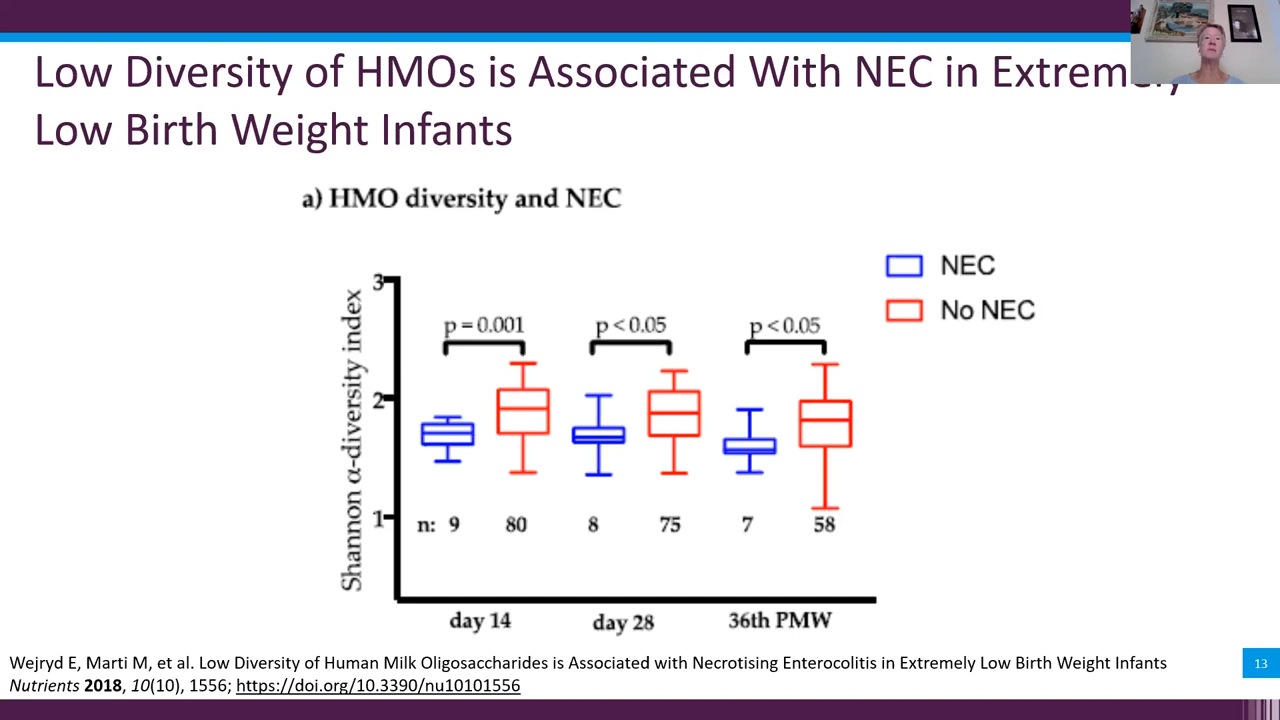 Low Diversity of HMOs is Associated With NEC in Extremely
Low Birth Weight Infants
a) HMO diversity and NEC
NEC
No NEC
Shannon α-diversity index
3
2
1
p = 0.001
p < 0.05
p < 0.05
n: 9 80 8 75 7 58
day 14 day 28 36th PMW
Wejryd E, Marti M, et al. Low Diversity of Human Milk Oligosaccharides is Associated with Necrotising Enterocolitis in Extremely Low Birth Weight Infants
Nutrients 2018, 10(10), 1556; https://doi.org/10.3390/nu10101556
13